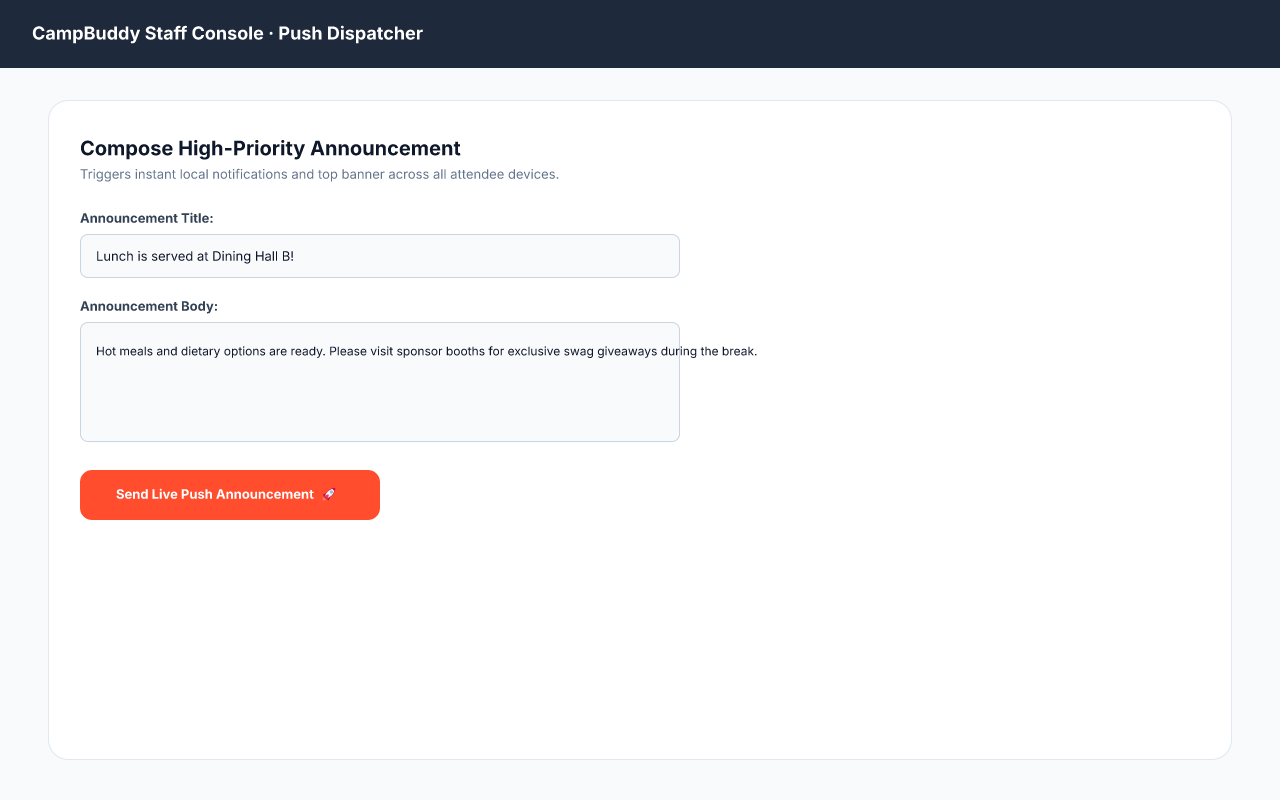 CampBuddy Staff Console · Push Dispatcher
Compose High-Priority Announcement
Triggers instant local notifications and top banner across all attendee devices.
Announcement Title:
Lunch is served at Dining Hall B!
Announcement Body:
Hot meals and dietary options are ready. Please visit sponsor booths for exclusive swag giveaways during the break.
Send Live Push Announcement 🚀